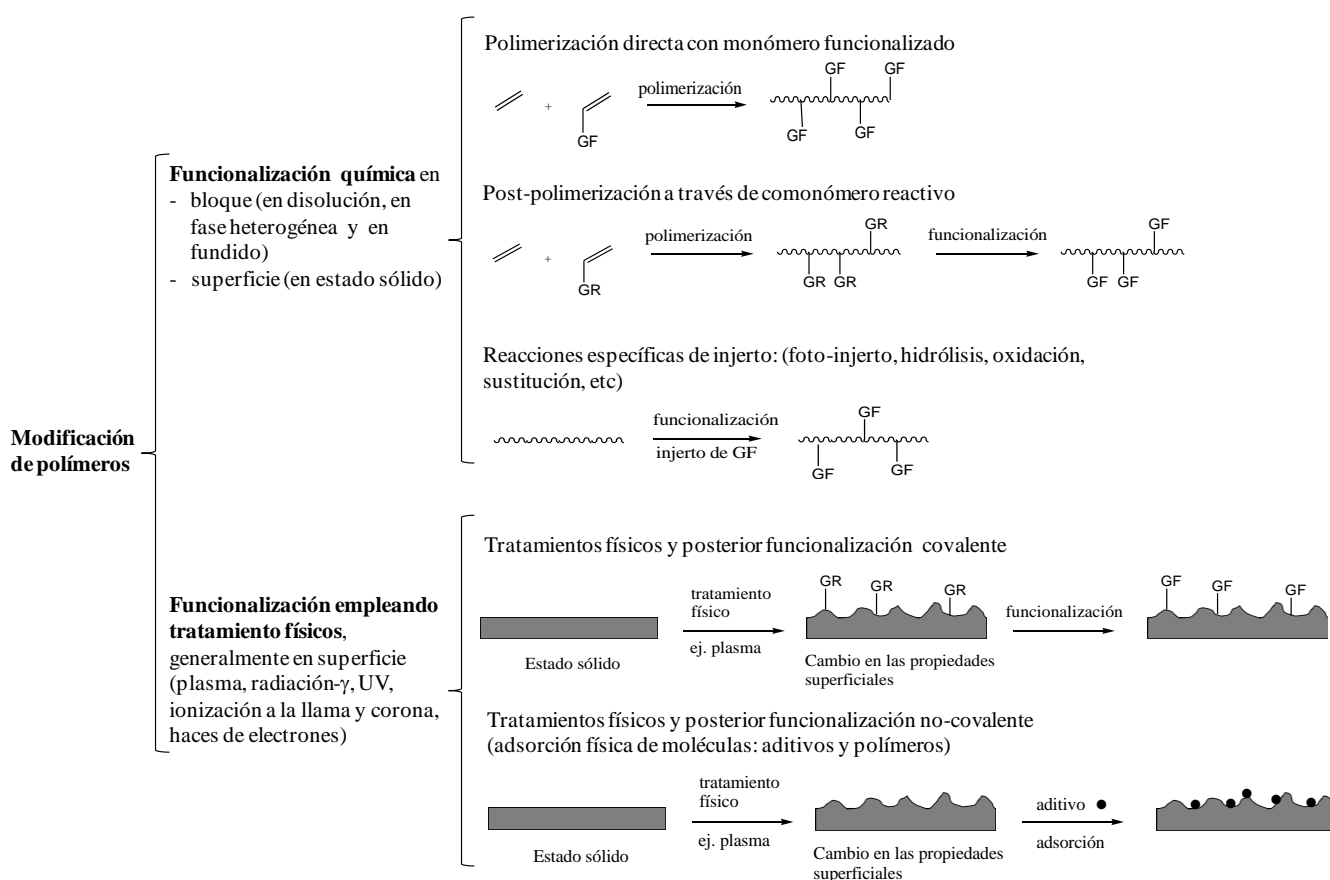 Modificación
de polímeros
Funcionalización química en
- bloque (en disolución, en
fase heterogénea y en
fundido)
- superficie (en estado sólido)
Polimerización directa con monómero funcionalizado
+
GF
polimerización
GF GF
GF GF
Post-polimerización a través de comonómero reactivo
+
GR
polimerización
GR
GR GR
funcionalización
GF
GF GF
Reacciones específicas de injerto: (foto-injerto, hidrólisis, oxidación,
sustitución, etc)
funcionalización
injerto de GF
GF
GF GF
Funcionalización empleando
tratamiento físicos,
generalmente en superficie
(plasma, radiación-γ, UV,
ionización a la llama y corona,
haces de electrones)
Tratamientos físicos y posterior funcionalización covalente
Estado sólido
tratamiento
físico
ej. plasma
GR GR GR
Cambio en las propiedades
superficiales
funcionalización
GF GF GF
Tratamientos físicos y posterior funcionalización no-covalente
(adsorción física de moléculas: aditivos y polímeros)
Estado sólido
tratamiento
físico
ej. plasma
Cambio en las propiedades
superficiales
aditivo
adsorción